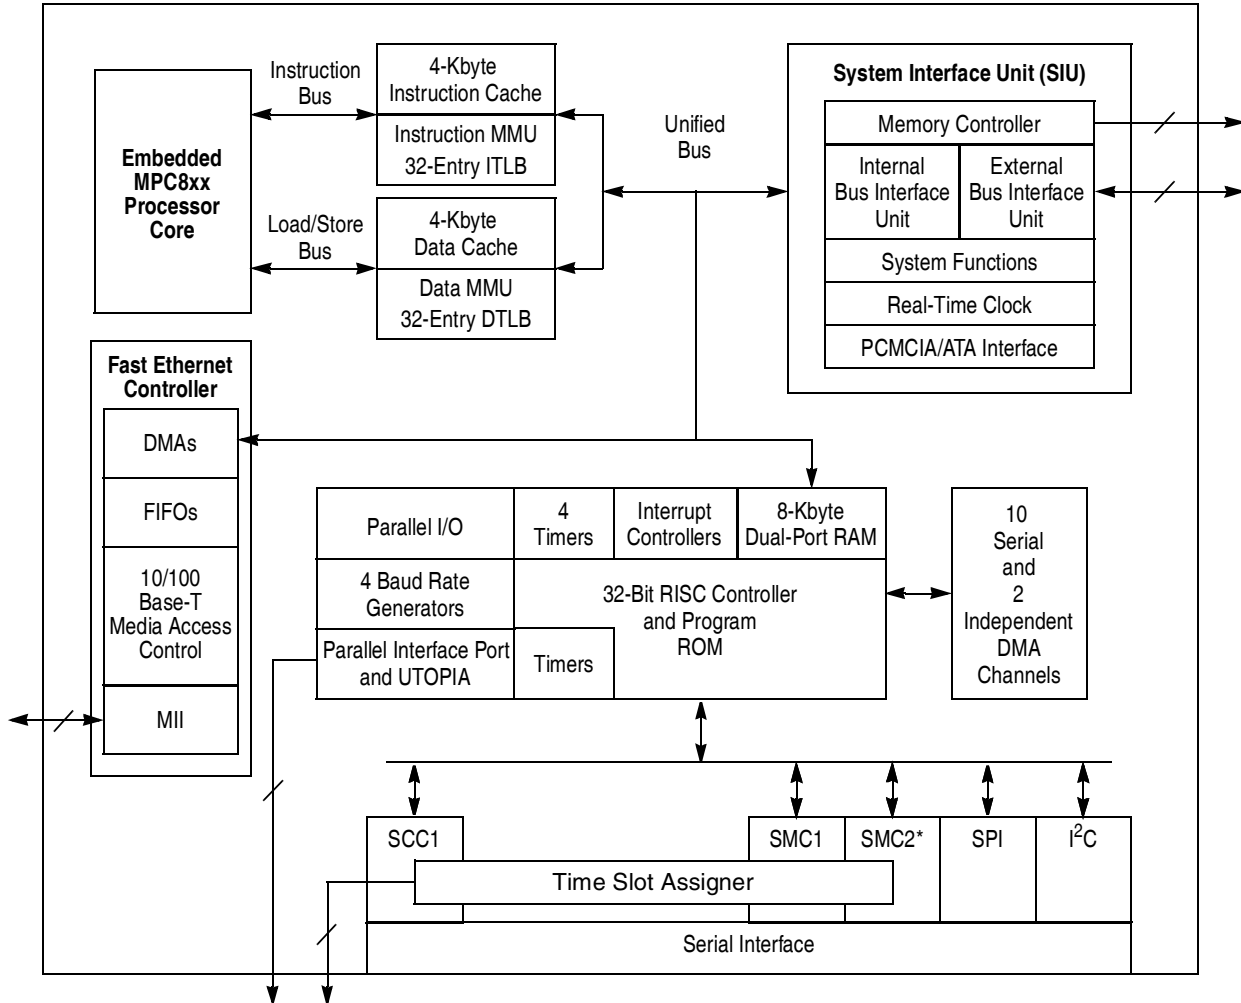 Instruction
Bus
4-Kbyte
Instruction Cache
Instruction MMU
32-Entry ITLB
Embedded
MPC8xx
Processor
Core
Load/Store
Bus
4-Kbyte
Data Cache
Data MMU
32-Entry DTLB
Unified
Bus
System Interface Unit (SIU)
Memory Controller
Internal
Bus Interface
Unit
External
Bus Interface
Unit
System Functions
Real-Time Clock
PCMCIA/ATA Interface
Fast Ethernet
Controller
DMAs
FIFOs
10/100
Base-T
Media Access
Control
MII
Parallel I/O
4
Timers
Interrupt
Controllers
8-Kbyte
Dual-Port RAM
4 Baud Rate
Generators
32-Bit RISC Controller
and Program
ROM
Parallel Interface Port
and UTOPIA
Timers
10
Serial
and
2
Independent
DMA
Channels
SCC1
SMC1
SMC2*
SPI
I²C
Time Slot Assigner
Serial Interface